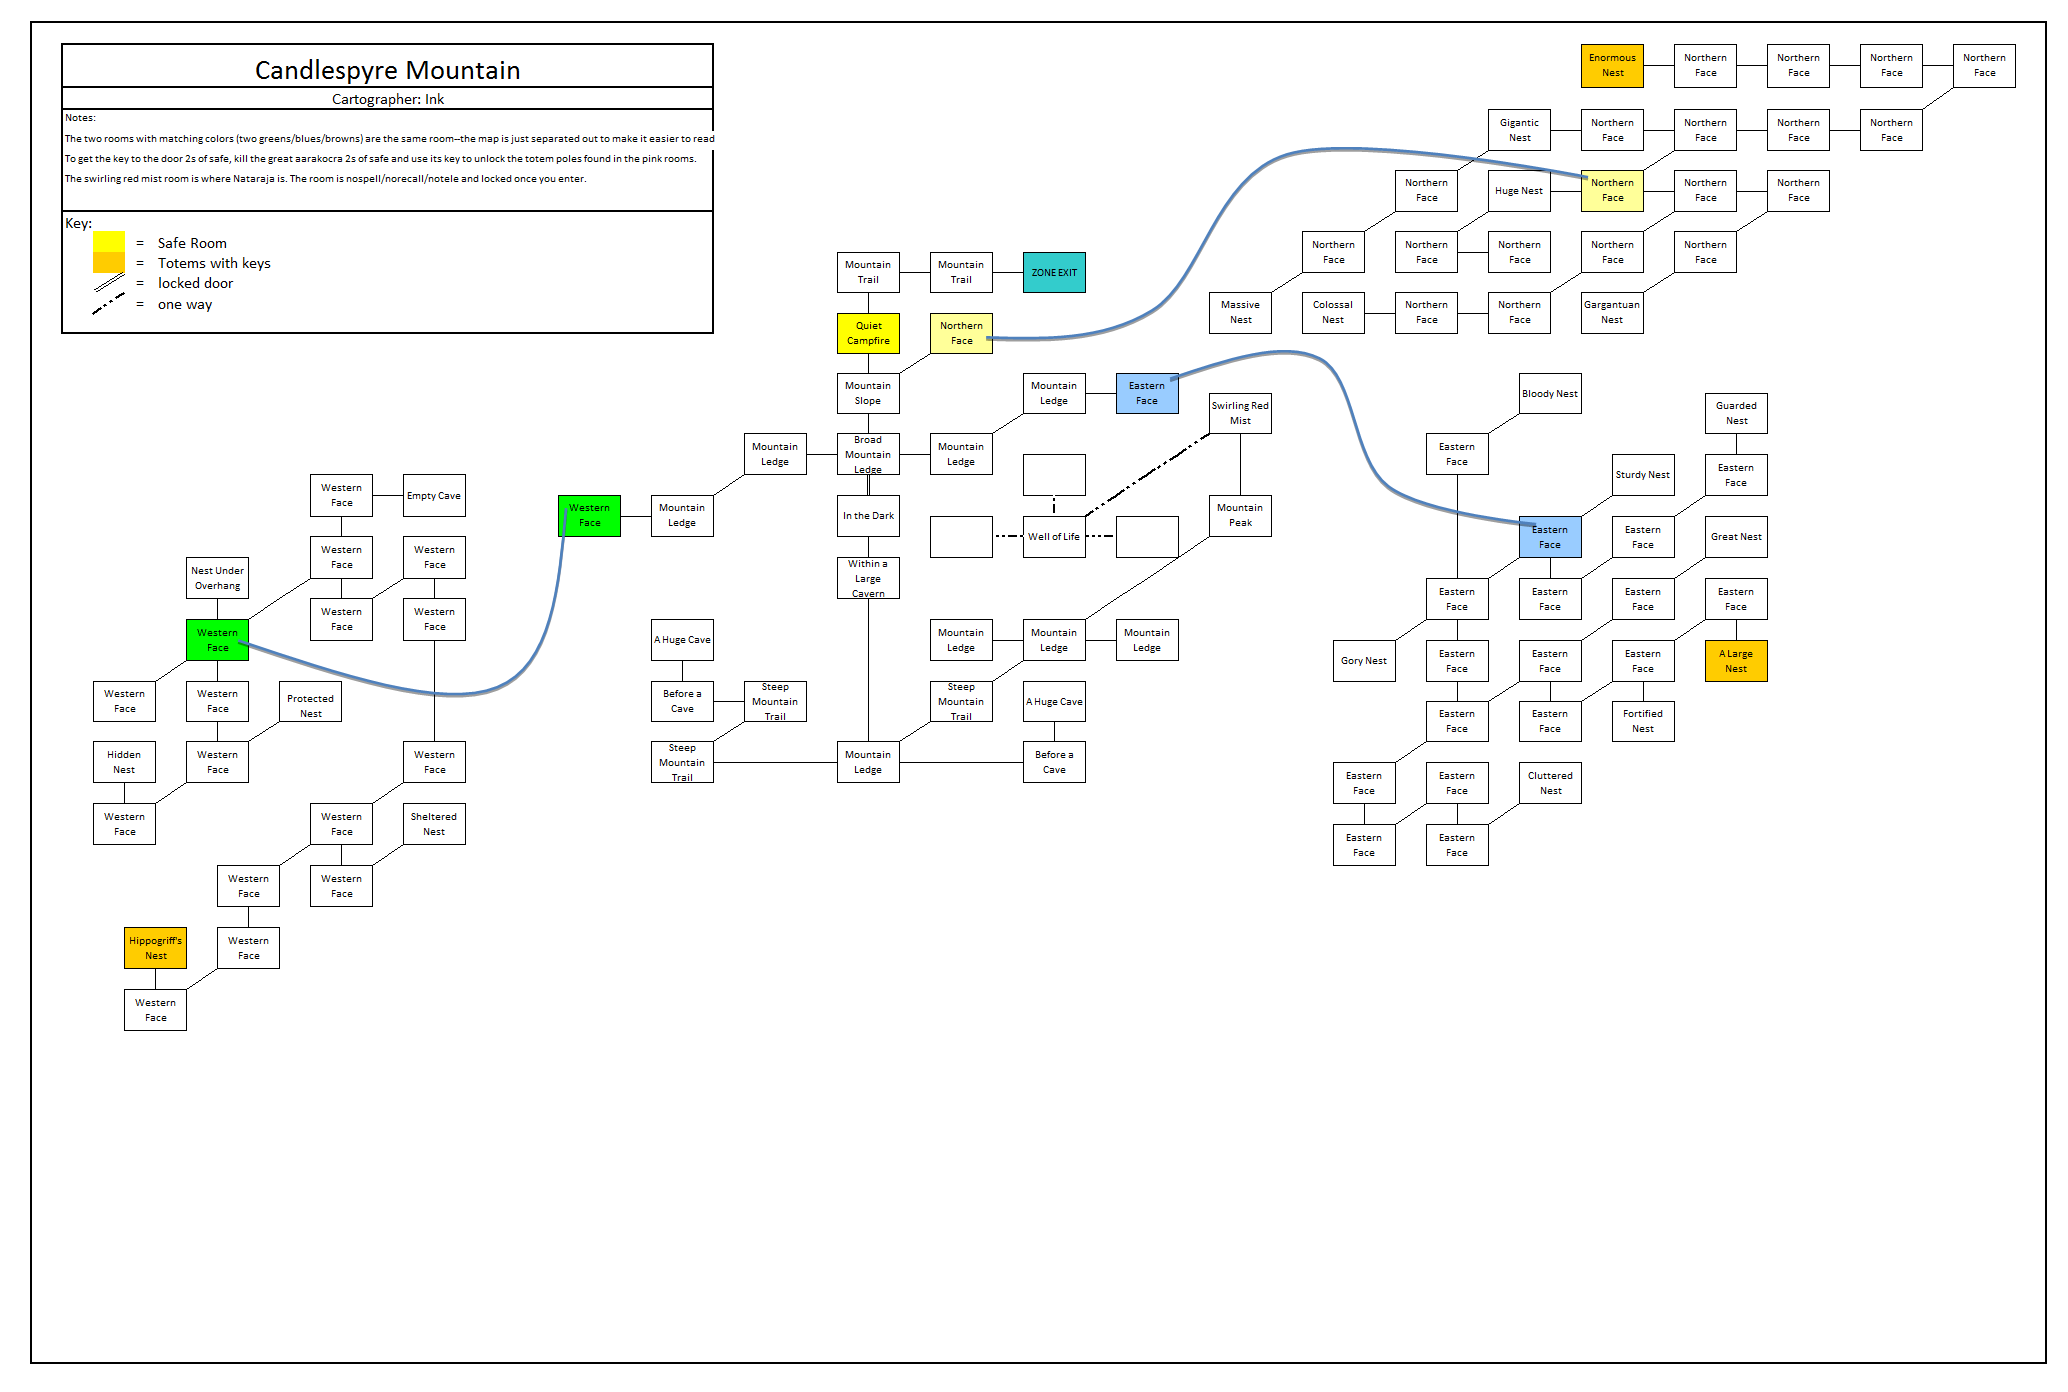 Candlespyre Mountain
Cartographer: Ink
Notes:
The two rooms with matching colors (two greens/blues/browns) are the same room--the map is just separated out to make it easier to read
To get the key to the door 2s of safe, kill the great aarakocra 2s of safe and use its key to unlock the totem poles found in the pink rooms.
The swirling red mist room is where Nataraja is. The room is nospell/norecall/notele and locked once you enter.
Key:
= Safe Room
= Totems with keys
= locked door
= one way
Enormous
Nest
Northern
Face
Northern
Face
Northern
Face
Northern
Face
Gigantic
Nest
Northern
Face
Northern
Face
Northern
Face
Northern
Face
Northern
Face
Huge Nest
Northern
Face
Northern
Face
Northern
Face
Northern
Face
Northern
Face
Northern
Face
Northern
Face
Northern
Face
Massive
Nest
Colossal
Nest
Northern
Face
Northern
Face
Gargantuan
Nest
Mountain
Trail
Mountain
Trail
ZONE EXIT
Quiet
Campfire
Northern
Face
Mountain
Slope
Mountain
Ledge
Eastern
Face
Swirling Red
Mist
Mountain
Ledge
Broad
Mountain
Ledge
Mountain
Ledge
Western
Face
Mountain
Ledge
In the Dark
Well of Life
Mountain
Peak
Within a
Large
Cavern
A Huge Cave
Mountain
Ledge
Mountain
Ledge
Mountain
Ledge
Before a
Cave
Steep
Mountain
Trail
Steep
Mountain
Trail
A Huge Cave
Steep
Mountain
Trail
Mountain
Ledge
Before a
Cave
Western
Face
Empty Cave
Nest Under
Overhang
Western
Face
Western
Face
Western
Face
Western
Face
Western
Face
Western
Face
Western
Face
Protected
Nest
Hidden
Nest
Western
Face
Western
Face
Western
Face
Western
Face
Sheltered
Nest
Western
Face
Western
Face
Hippogriff's
Nest
Western
Face
Western
Face
Bloody Nest
Guarded
Nest
Eastern
Face
Sturdy Nest
Eastern
Face
Eastern
Face
Eastern
Face
Great Nest
Eastern
Face
Eastern
Face
Eastern
Face
Eastern
Face
Gory Nest
Eastern
Face
Eastern
Face
Eastern
Face
A Large
Nest
Eastern
Face
Eastern
Face
Fortified
Nest
Eastern
Face
Eastern
Face
Cluttered
Nest
Eastern
Face
Eastern
Face